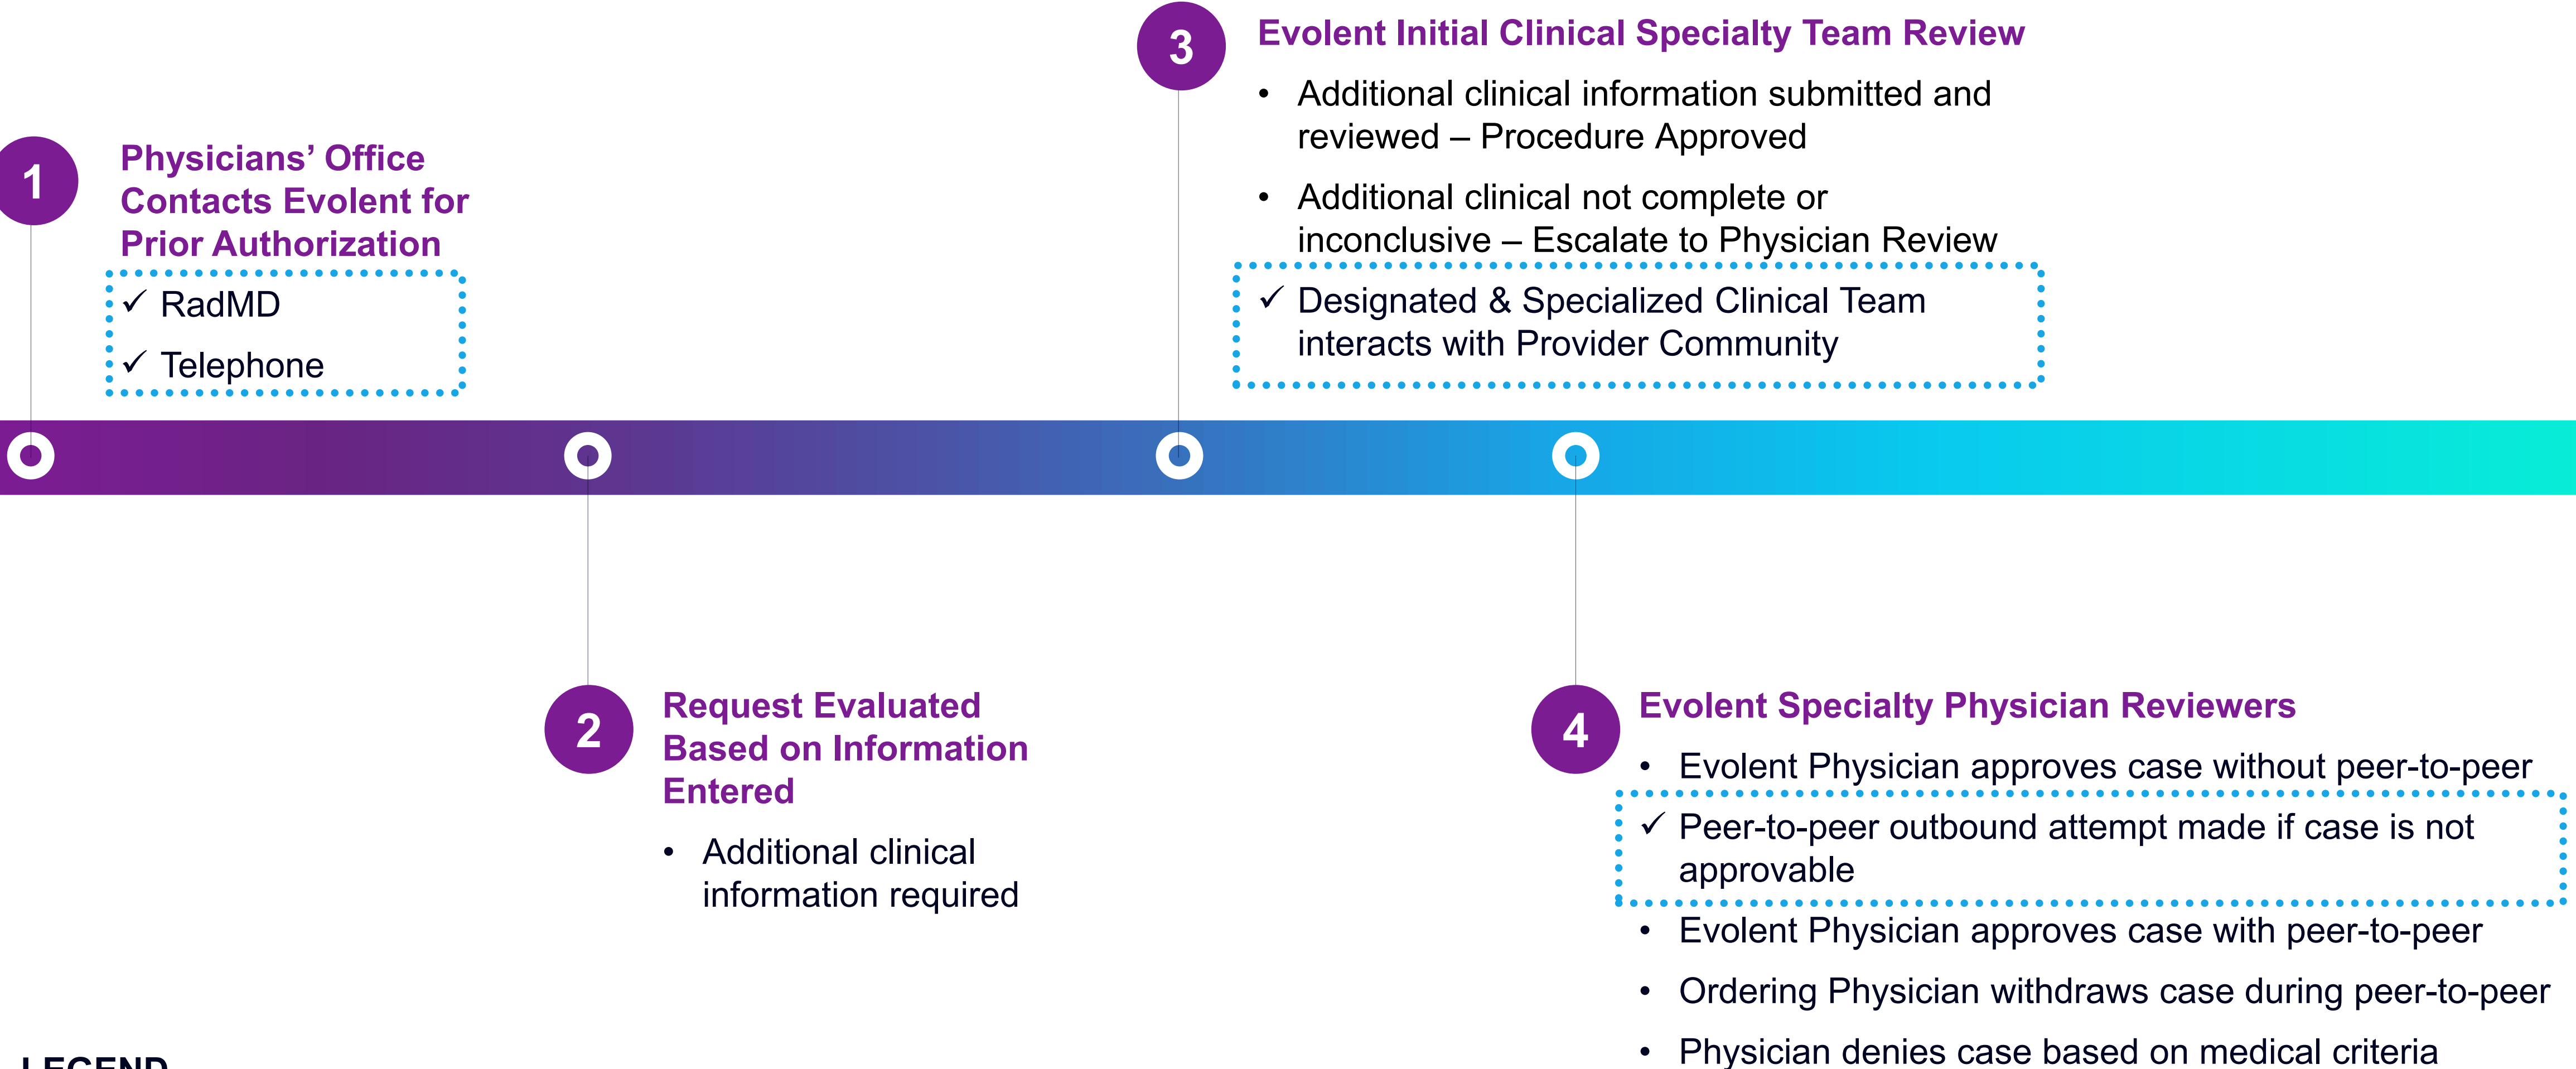 1
Physicians’ Office
Contacts Evolent for
Prior Authorization
✓ RadMD
✓ Telephone
2
Request Evaluated
Based on Information
Entered
• Additional clinical
information required
3
Evolent Initial Clinical Specialty Team Review
• Additional clinical information submitted and
reviewed – Procedure Approved
• Additional clinical not complete or
inconclusive – Escalate to Physician Review
✓ Designated & Specialized Clinical Team
interacts with Provider Community
4
Evolent Specialty Physician Reviewers
• Evolent Physician approves case without peer-to-peer
✓ Peer-to-peer outbound attempt made if case is not
approvable
• Evolent Physician approves case with peer-to-peer
• Ordering Physician withdraws case during peer-to-peer
• Physician denies case based on medical criteria
LEGEND